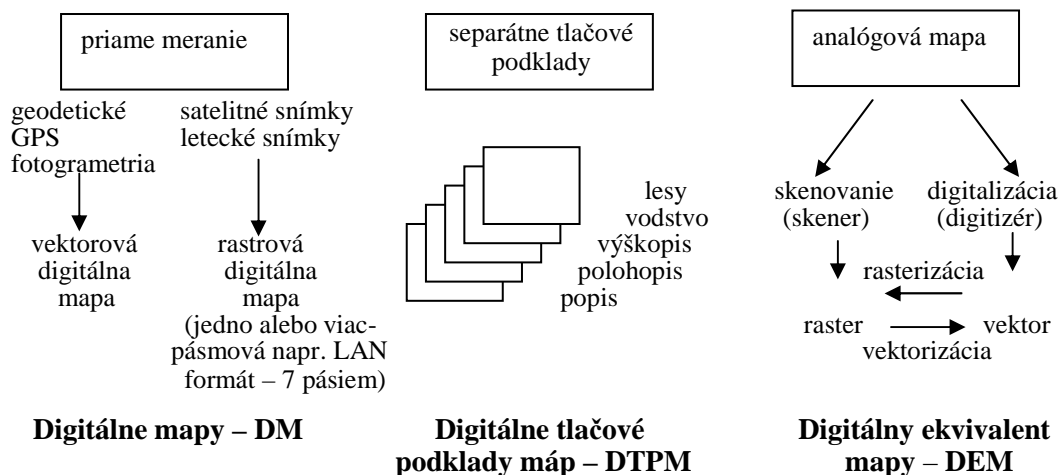 priame meranie
geodetické
GPS
fotogrametria
satelitné snímky
letecké snímky
vektorová
digitálna
mapa
rastrová
digitálna
mapa
(jedno alebo viac-
pásmová napr. LAN
formát – 7 pásiem)
Digitálne mapy – DM
separátne tlačové
podklady
lesy
vodstvo
výškopis
polohopis
popis
Digitálne tlačové
podklady máp – DTPM
analógová mapa
skenovanie
(skener)
digitalizácia
(digitizér)
rasterizácia
raster
vektor
vektorizácia
Digitálny ekvivalent
mapy – DEM